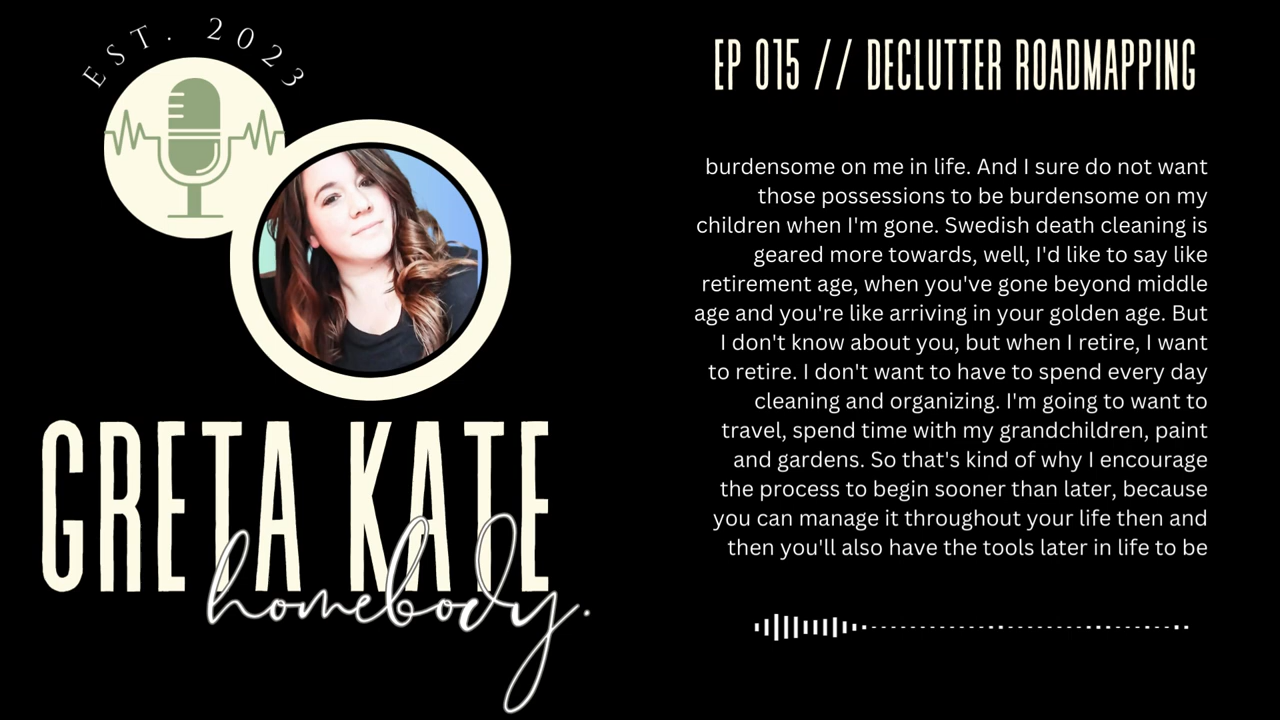 EST. 2023
GRETA KATE
homebody.
EP 015 // DECLUTTER ROADMAPPING
burdensome on me in life. And I sure do not want
those possessions to be burdensome on my
children when I'm gone. Swedish death cleaning is
geared more towards, well, I'd like to say like
retirement age, when you've gone beyond middle
age and you're like arriving in your golden age. But
I don't know about you, but when I retire, I want
to retire. I don't want to have to spend every day
cleaning and organizing. I'm going to want to
travel, spend time with my grandchildren, paint
and gardens. So that's kind of why I encourage
the process to begin sooner than later, because
you can manage it throughout your life then and
then you'll also have the tools later in life to be